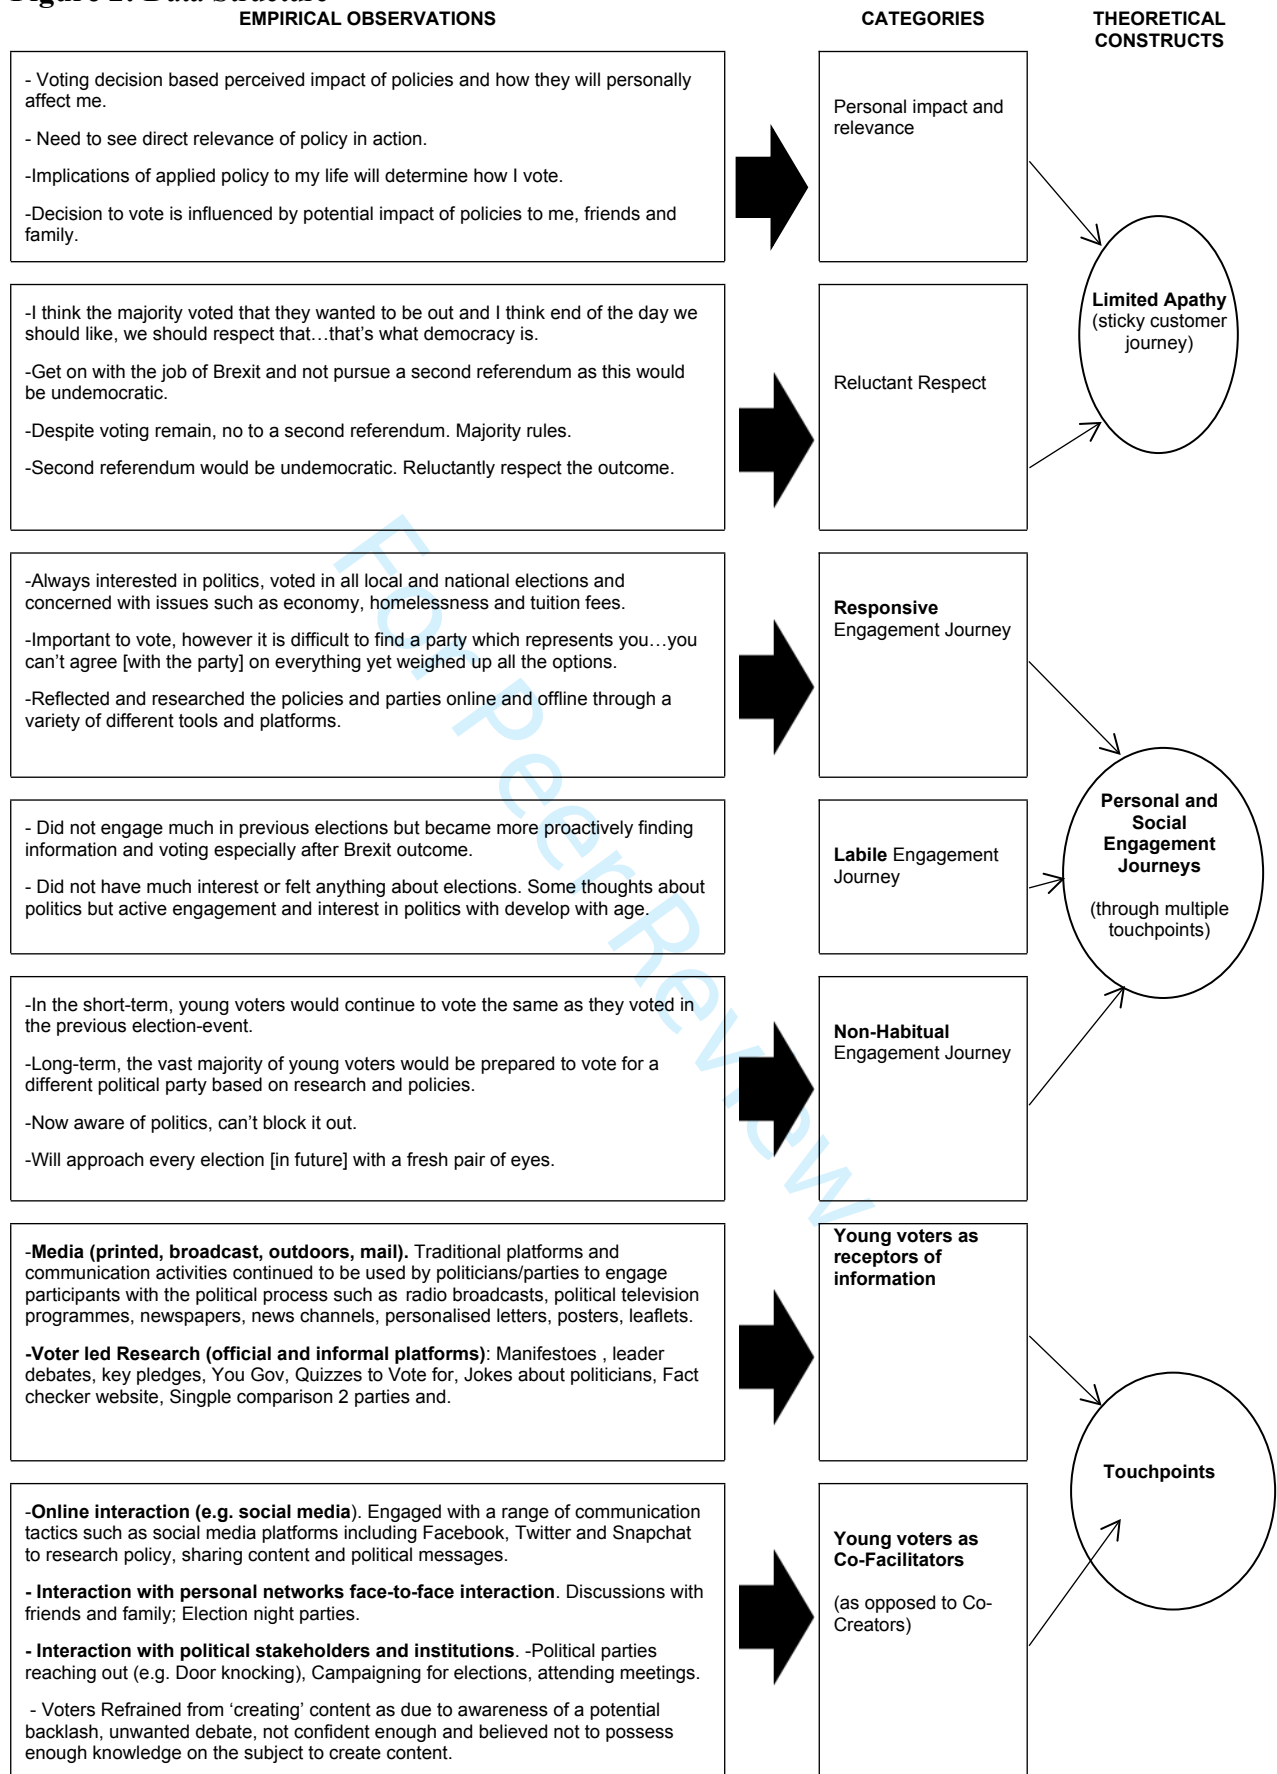 Figure 2: Data Structure
EMPIRICAL OBSERVATIONS
CATEGORIES
THEORETICAL
CONSTRUCTS
- Voting decision based perceived impact of policies and how they will personally
affect me.
- Need to see direct relevance of policy in action.
-Implications of applied policy to my life will determine how I vote.
-Decision to vote is influenced by potential impact of policies to me, friends and
family.
Personal impact and
relevance
-I think the majority voted that they wanted to be out and I think end of the day we
should like, we should respect that…that’s what democracy is.
-Get on with the job of Brexit and not pursue a second referendum as this would
be undemocratic.
-Despite voting remain, no to a second referendum. Majority rules.
-Second referendum would be undemocratic. Reluctantly respect the outcome.
Reluctant Respect
Limited Apathy
(sticky customer
journey)
-Always interested in politics, voted in all local and national elections and
concerned with issues such as economy, homelessness and tuition fees.
-Important to vote, however it is difficult to find a party which represents you…you
can’t agree [with the party] on everything yet weighed up all the options.
-Reflected and researched the policies and parties online and offline through a
variety of different tools and platforms.
Responsive
Engagement Journey
- Did not engage much in previous elections but became more proactively finding
information and voting especially after Brexit outcome.
- Did not have much interest or felt anything about elections. Some thoughts about
politics but active engagement and interest in politics with develop with age.
Labile Engagement
Journey
Personal and
Social
Engagement
Journeys
(through multiple
touchpoints)
-In the short-term, young voters would continue to vote the same as they voted in
the previous election-event.
-Long-term, the vast majority of young voters would be prepared to vote for a
different political party based on research and policies.
-Now aware of politics, can’t block it out.
-Will approach every election [in future] with a fresh pair of eyes.
Non-Habitual
Engagement Journey
-Media (printed, broadcast, outdoors, mail). Traditional platforms and
communication activities continued to be used by politicians/parties to engage
participants with the political process such as radio broadcasts, political television
programmes, newspapers, news channels, personalised letters, posters, leaflets.
-Voter led Research (official and informal platforms): Manifestoes , leader
debates, key pledges, You Gov, Quizzes to Vote for, Jokes about politicians, Fact
checker website, Singple comparison 2 parties and.
Young voters as
receptors of
information
-Online interaction (e.g. social media). Engaged with a range of communication
tactics such as social media platforms including Facebook, Twitter and Snapchat
to research policy, sharing content and political messages.
- Interaction with personal networks face-to-face interaction. Discussions with
friends and family; Election night parties.
- Interaction with political stakeholders and institutions. -Political parties
reaching out (e.g. Door knocking), Campaigning for elections, attending meetings.
- Voters Refrained from ‘creating’ content as due to awareness of a potential
backlash, unwanted debate, not confident enough and believed not to possess
enough knowledge on the subject to create content.
Young voters as
Co-Facilitators
(as opposed to Co-
Creators)
Touchpoints
For Peer Review